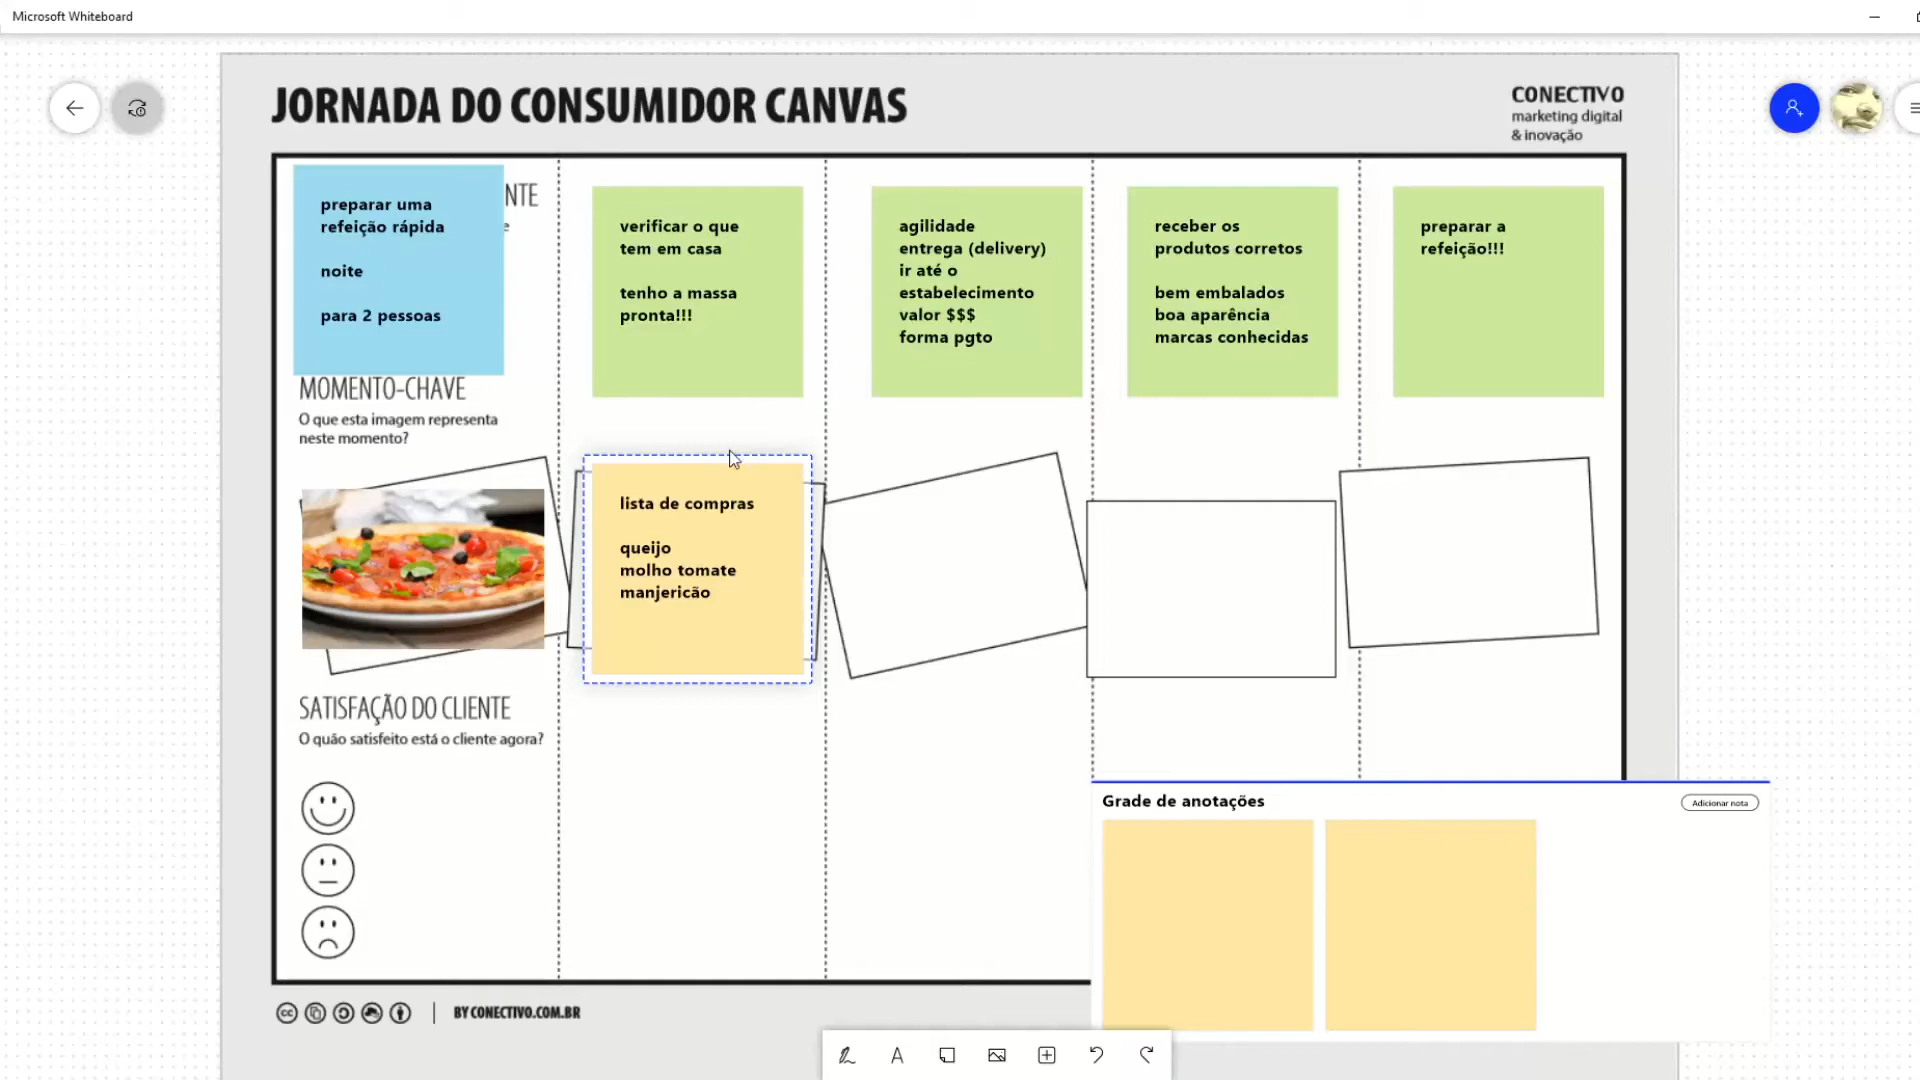 Microsoft Whiteboard
JORNADA DO CONSUMIDOR CANVAS
CONECTIVO
marketing digital
& inovação
NTE
e
preparar uma
refeição rápida
noite
para 2 pessoas
verificar o que
tem em casa
tenho a massa
pronta!!!
agilidade
entrega (delivery)
ir até o
estabelecimento
valor $$$
forma pgto
receber os
produtos corretos
bem embalados
boa aparência
marcas conhecidas
preparar a
refeição!!!
MOMENTO-CHAVE
O que esta imagem representa
neste momento?
lista de compras
queijo
molho tomate
manjericão
SATISFAÇÃO DO CLIENTE
O quão satisfeito está o cliente agora?
Grade de anotações
Adicionar nota
cc
BY CONECTIVO.COM.BR
A